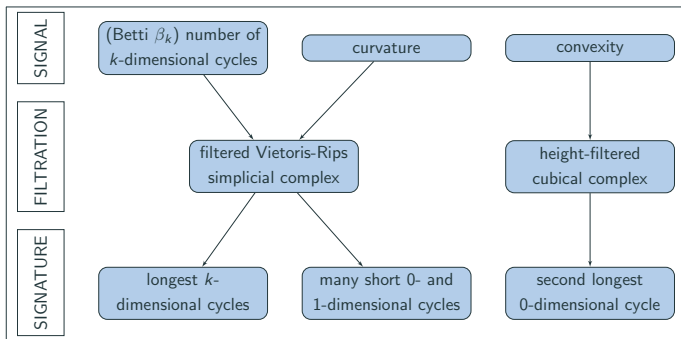 SIGNAL
(Betti βₖ) number of
k-dimensional cycles
curvature
convexity
FILTRATION
filtered Vietoris-Rips
simplicial complex
height-filtered
cubical complex
SIGNATURE
longest k-
dimensional cycles
many short 0- and
1-dimensional cycles
second longest
0-dimensional cycle